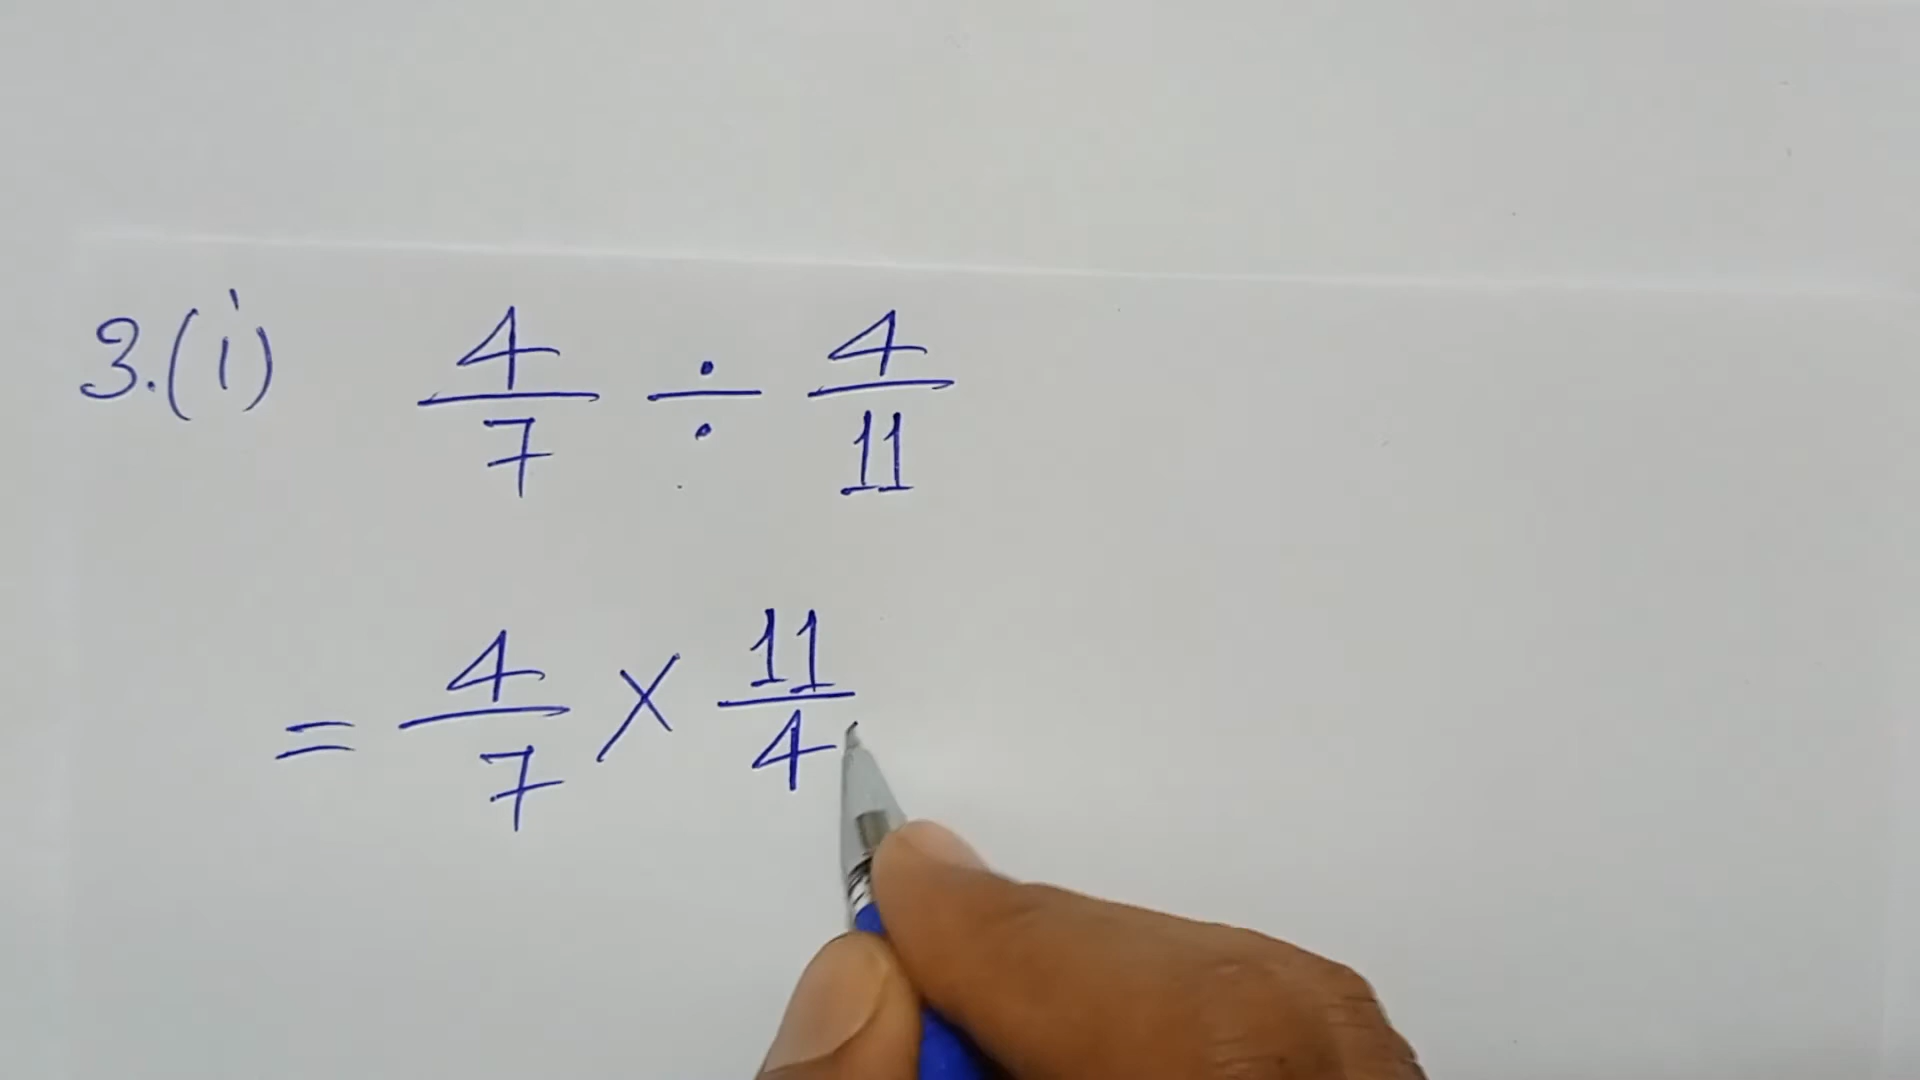 3.(i) 4/7 ÷ 4/11
= 4/7 × 11/4